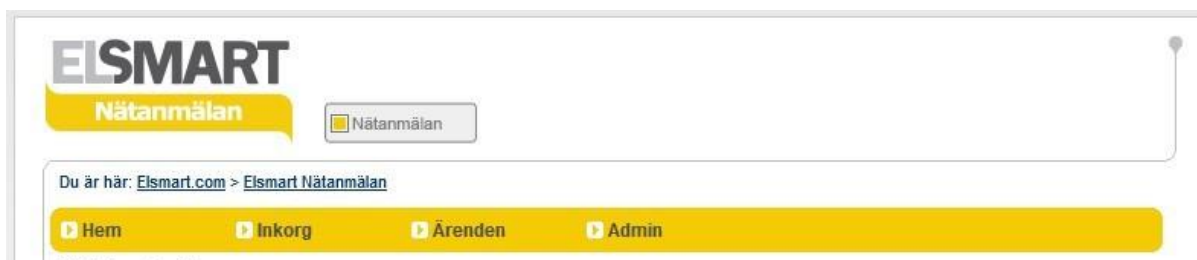 ElSMART
Nätanmälan
Nätanmälan
Du är här: Elsmart.com > Elsmart Nätanmälan
Hem Inkorg Ärenden Admin